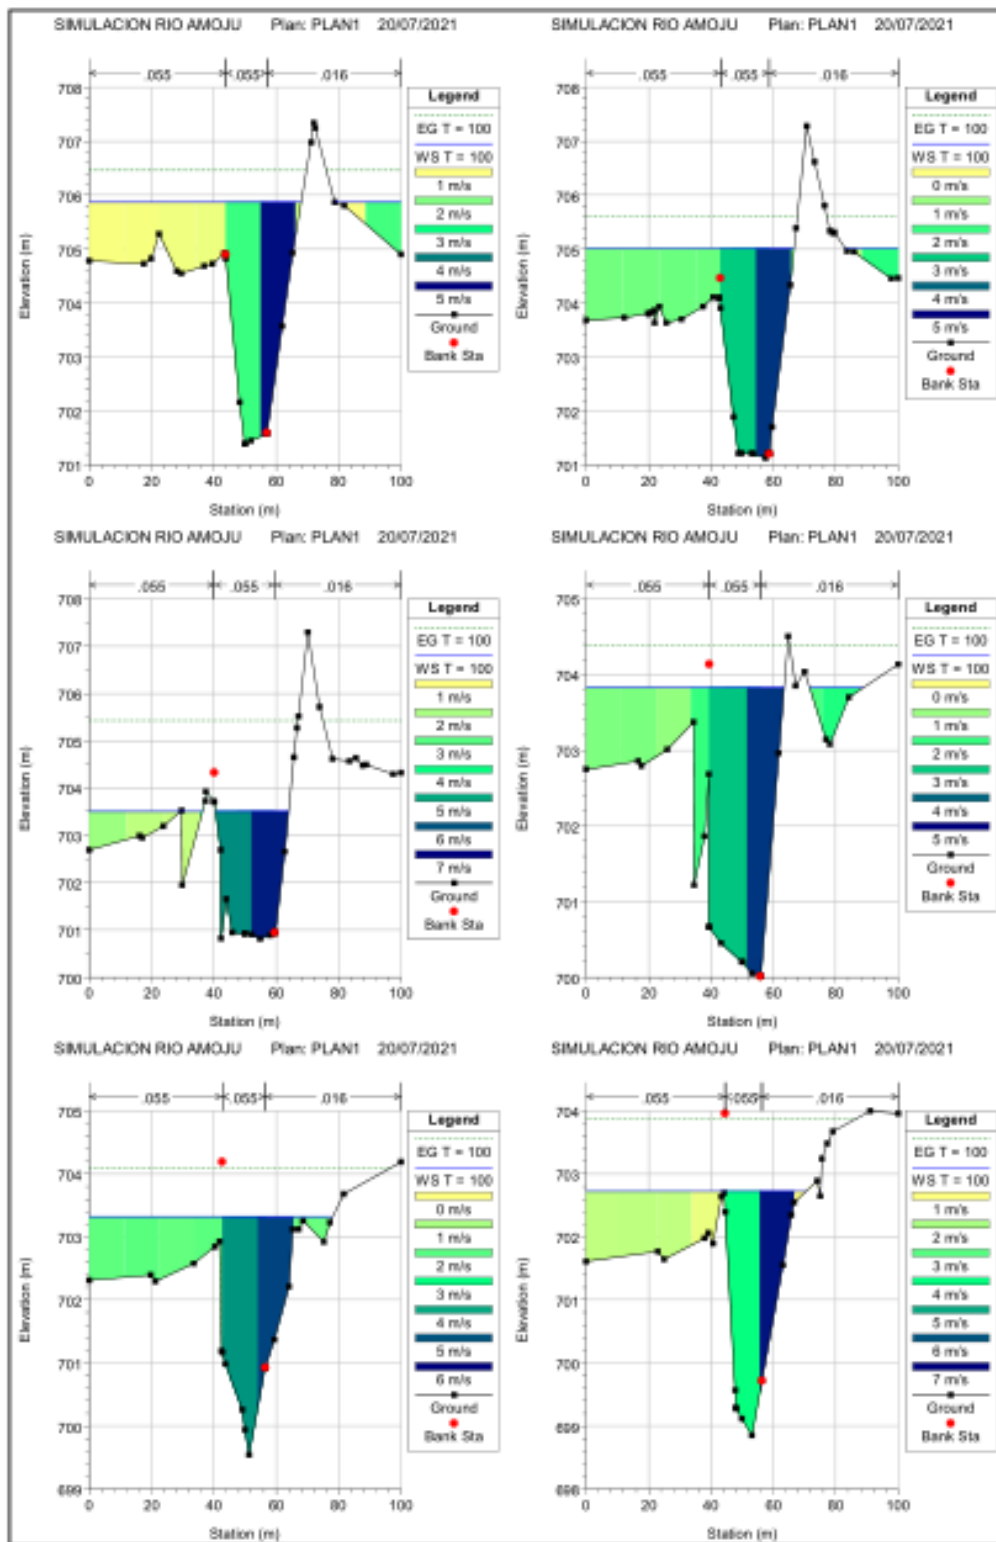 SIMULACION RIO AMOJU Plan: PLAN1 20/07/2021
.055 .055 .016
Legend
EG T = 100
WS T = 100
1 m/s
2 m/s
3 m/s
4 m/s
5 m/s
Ground
Bank Sta
708
707
706
705
704
703
702
701
Elevation (m)
0 20 40 60 80 100
Station (m)
SIMULACION RIO AMOJU Plan: PLAN1 20/07/2021
.055 .055 .016
Legend
EG T = 100
WS T = 100
0 m/s
1 m/s
2 m/s
3 m/s
4 m/s
5 m/s
Ground
Bank Sta
708
707
706
705
704
703
702
701
Elevation (m)
0 20 40 60 80 100
Station (m)
SIMULACION RIO AMOJU Plan: PLAN1 20/07/2021
.055 .055 .016
Legend
EG T = 100
WS T = 100
1 m/s
2 m/s
3 m/s
4 m/s
5 m/s
6 m/s
7 m/s
Ground
Bank Sta
708
707
706
705
704
703
702
701
700
Elevation (m)
0 20 40 60 80 100
Station (m)
SIMULACION RIO AMOJU Plan: PLAN1 20/07/2021
.055 .055 .016
Legend
EG T = 100
WS T = 100
0 m/s
1 m/s
2 m/s
3 m/s
4 m/s
5 m/s
Ground
Bank Sta
705
704
703
702
701
700
Elevation (m)
0 20 40 60 80 100
Station (m)
SIMULACION RIO AMOJU Plan: PLAN1 20/07/2021
.055 .055 .016
Legend
EG T = 100
WS T = 100
0 m/s
1 m/s
2 m/s
3 m/s
4 m/s
5 m/s
6 m/s
Ground
Bank Sta
705
704
703
702
701
700
699
Elevation (m)
0 20 40 60 80 100
Station (m)
SIMULACION RIO AMOJU Plan: PLAN1 20/07/2021
.055 .055 .016
Legend
EG T = 100
WS T = 100
1 m/s
2 m/s
3 m/s
4 m/s
5 m/s
6 m/s
7 m/s
Ground
Bank Sta
704
703
702
701
700
699
698
Elevation (m)
0 20 40 60 80 100
Station (m)